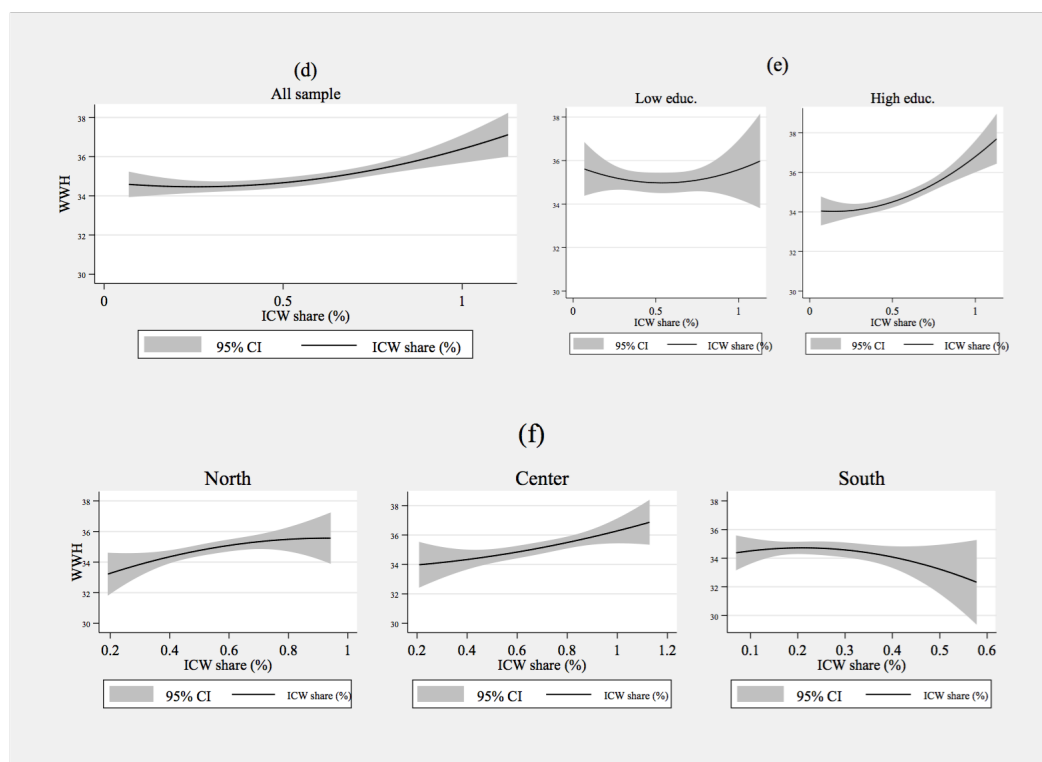 (d)
All sample
WWH
38
36
34
32
30
0 0.5 1
ICW share (%)
95% CI ICW share (%)
(e)
Low educ.
38
36
34
32
30
0 0.5 1
ICW share (%)
95% CI ICW share (%)
High educ.
38
36
34
32
30
0 0.5 1
ICW share (%)
95% CI ICW share (%)
(f)
North
WWH
38
36
34
32
30
0.2 0.4 0.6 0.8 1
ICW share (%)
95% CI ICW share (%)
Center
38
36
34
32
30
0.2 0.4 0.6 0.8 1 1.2
ICW share (%)
95% CI ICW share (%)
South
38
36
34
32
30
0.1 0.2 0.3 0.4 0.5 0.6
ICW share (%)
95% CI ICW share (%)